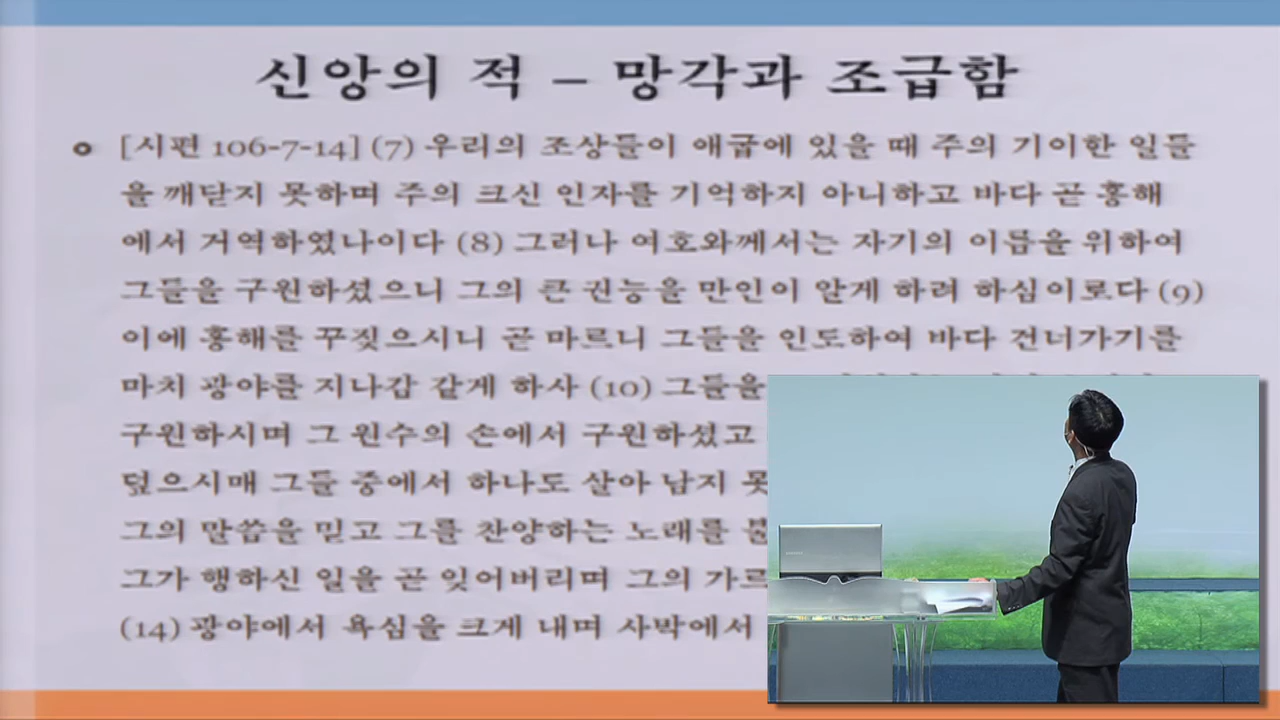 신앙의 적 – 망각과 조급함
[시편 106-7-14] (7) 우리의 조상들이 애굽에 있을 때 주의 기이한 일들
을 깨닫지 못하며 주의 크신 인자를 기억하지 아니하고 바다 곧 홍해
에서 거역하였나이다 (8) 그러나 여호와께서는 자기의 이름을 위하여
그들을 구원하셨으니 그의 큰 권능을 만인이 알게 하려 하심이로다 (9)
이에 홍해를 꾸짖으시니 곧 마르니 그들을 인도하여 바다 건너가기를
마치 광야를 지나감 같게 하사 (10) 그들을
구원하시며 그 원수의 손에서 구원하셨고
덮으시매 그들 중에서 하나도 살아 남지 못
그의 말씀을 믿고 그를 찬양하는 노래를 불
그가 행하신 일을 곧 잊어버리며 그의 가르
(14) 광야에서 욕심을 크게 내며 사막에서